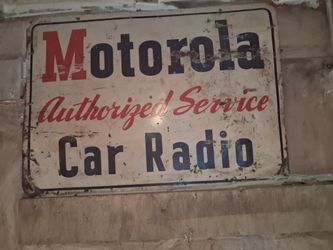 Motorola
Authorized Service
Car Radio